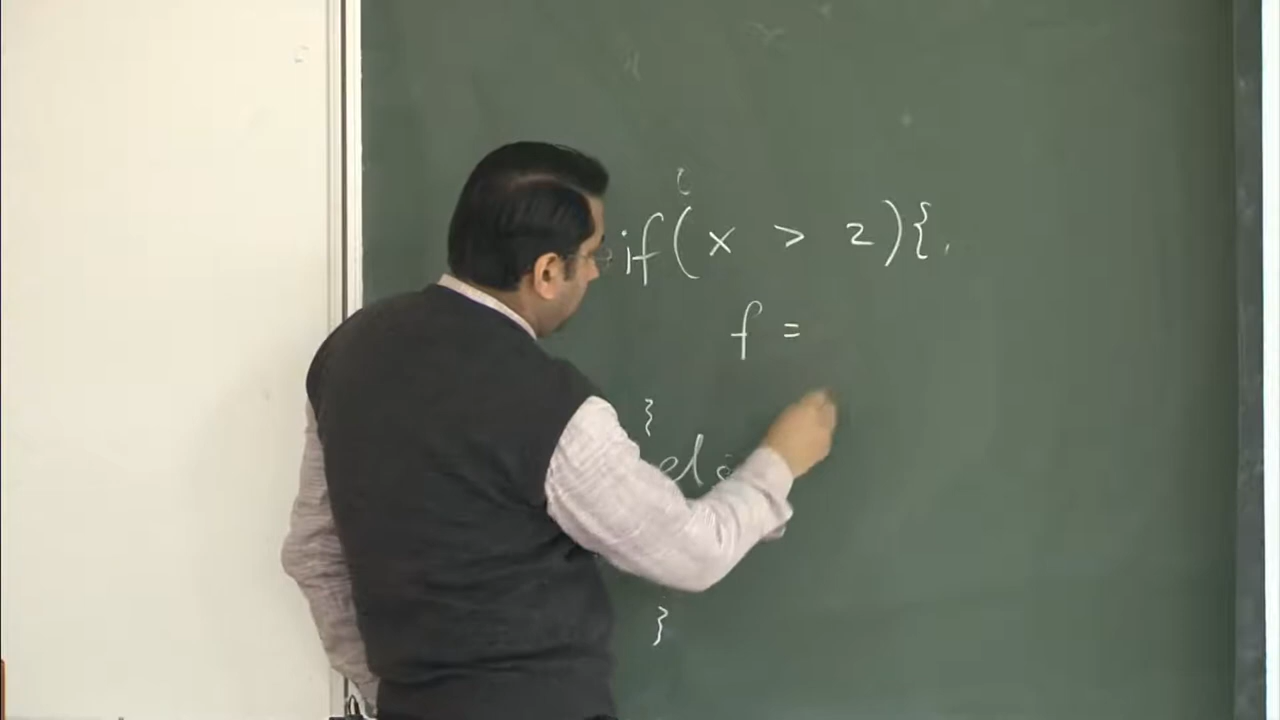 if(x > 2){
f =
}
}